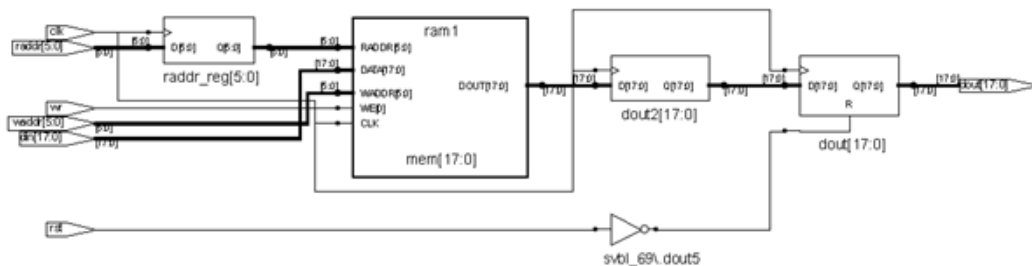 clk
raddr[5:0]
[5:0]
[5:0]
D[5:0] Q[5:0]
[5:0]
raddr_reg[5:0]
wr
waddr[5:0]
[5:0]
din[17:0]
[17:0]
ram1
[5:0]
RADDR[5:0]
[17:0]
DATA[17:0]
[5:0]
WADDR[5:0]
WE[0]
CLK
DOUT[17:0]
mem[17:0]
[17:0]
[17:0]
D[17:0] Q[17:0]
[17:0]
dout2[17:0]
[17:0]
D[17:0] Q[17:0]
R
dout[17:0]
[17:0]
[17:0]
dout[17:0]
rst
svbl_69\.dout5